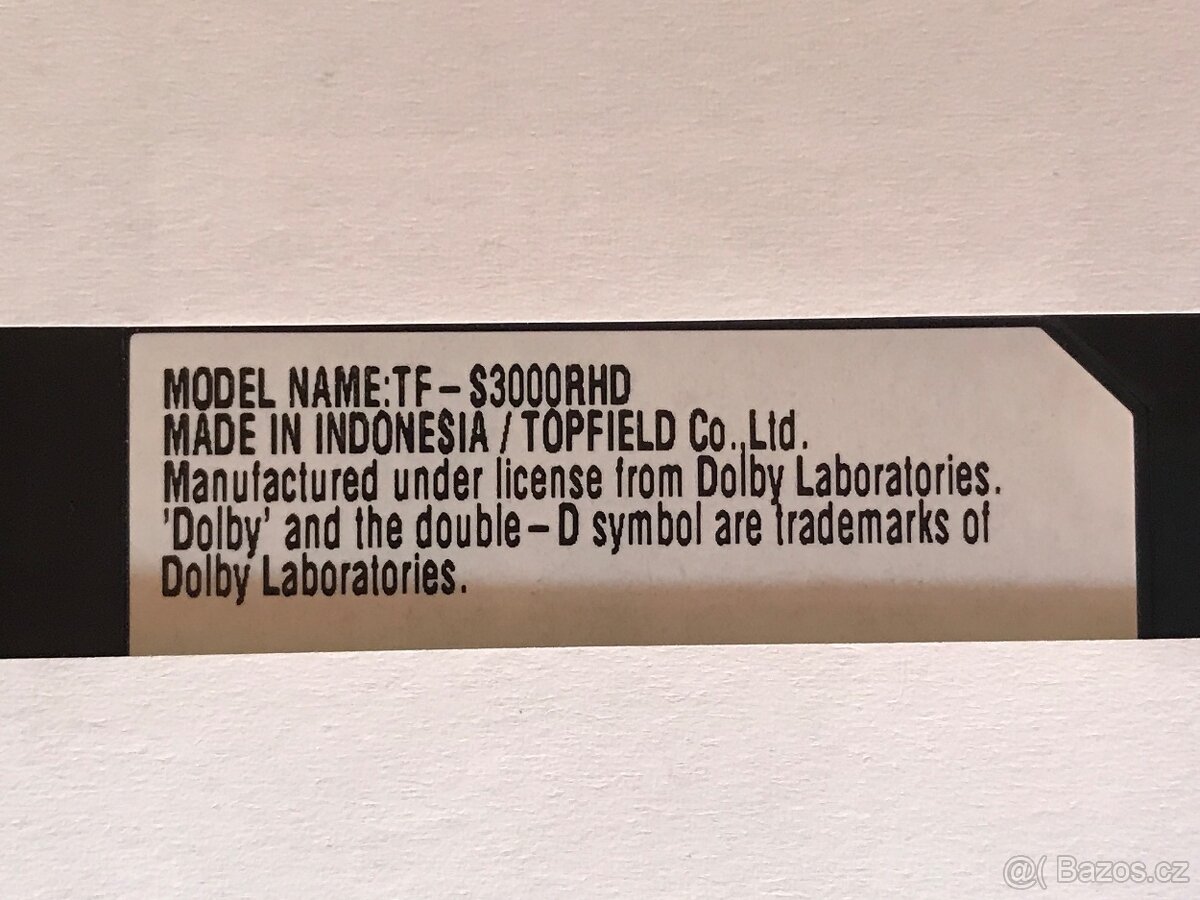 MODEL NAME:TF-S3000RHD
MADE IN INDONESIA / TOPFIELD Co.,Ltd.
Manufactured under license from Dolby Laboratories.
'Dolby' and the double-D symbol are trademarks of
Dolby Laboratories.
@( Bazos.cz